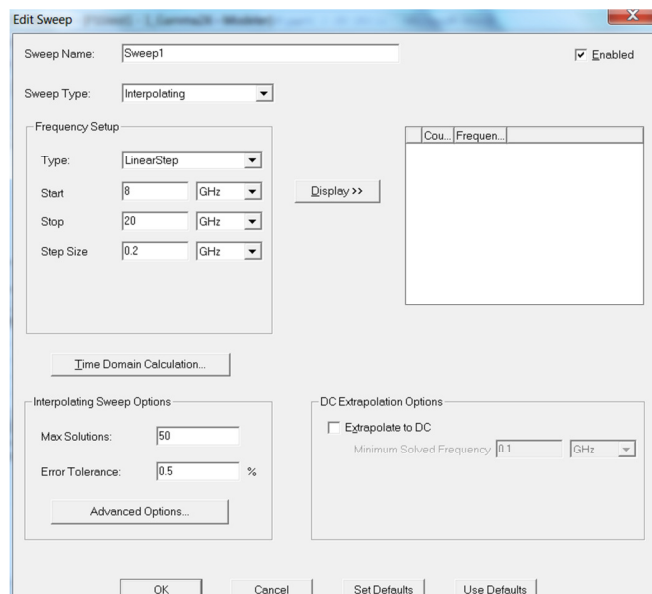 Edit Sweep
Sweep Name: Sweep1
Enabled
Sweep Type: Interpolating
Frequency Setup
Type: LinearStep
Start 8 GHz
Stop 20 GHz
Step Size 0.2 GHz
Display >>
Cou... Frequen...
Time Domain Calculation...
Interpolating Sweep Options
Max Solutions: 50
Error Tolerance: 0.5 %
Advanced Options...
DC Extrapolation Options
Extrapolate to DC
Minimum Solved Frequency 0.1 GHz
OK Cancel Set Defaults Use Defaults